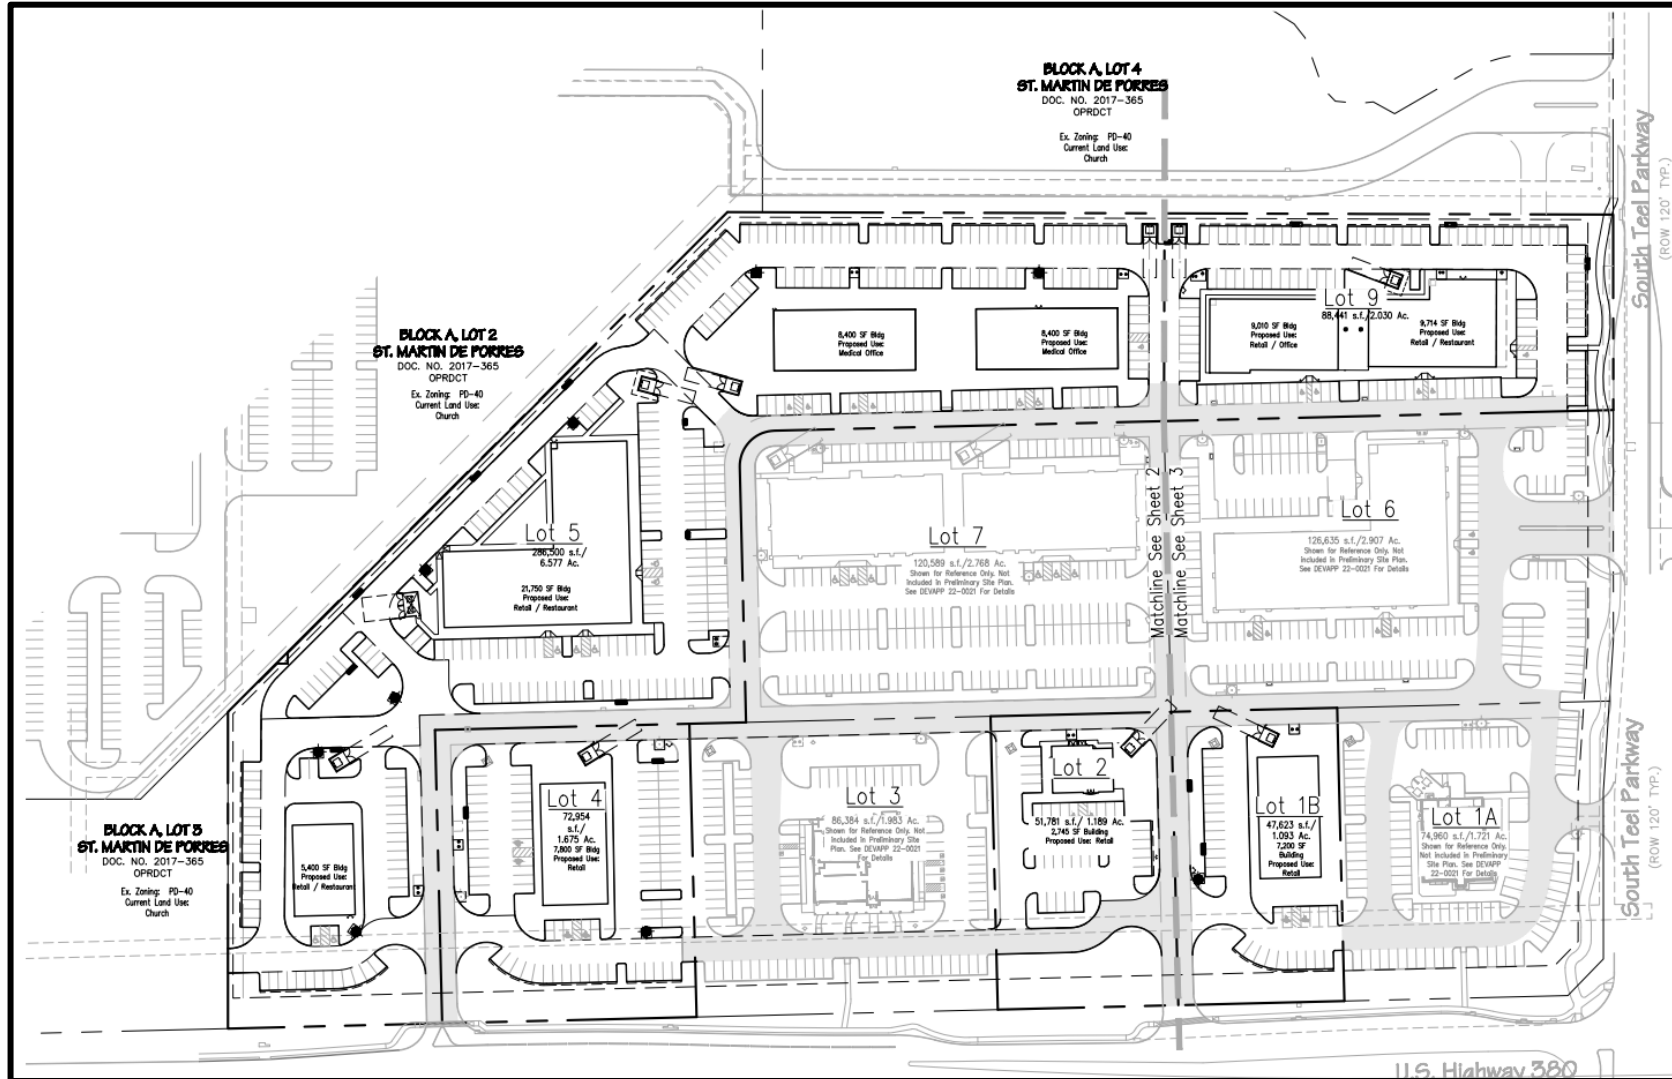 BLOCK A, LOT 4
ST. MARTIN DE PORRES
DOC. NO. 2017-365
OPRDCT
Ex. Zoning: PD-40
Current Land Use:
Church
South Teel Parkway
(ROW 120' TYP.)
BLOCK A, LOT 2
ST. MARTIN DE PORRES
DOC. NO. 2017-365
OPRDCT
Ex. Zoning: PD-40
Current Land Use:
Church
8,400 SF Bldg
Proposed Use:
Medical Office
8,400 SF Bldg
Proposed Use:
Medical Office
Lot 9
88,441 s.f./2.030 Ac.
9,010 SF Bldg
Proposed Use:
Retail / Office
9,714 SF Bldg
Proposed Use:
Retail / Restaurant
Lot 5
286,500 s.f./
6.577 Ac.
21,750 SF Bldg
Proposed Use:
Retail / Restaurant
Lot 7
120,589 s.f./2.768 Ac.
Shown for Reference Only. Not
Included in Preliminary Site Plan.
See DEVAPP 22-0021 For Details
Matchline See Sheet 2
Matchline See Sheet 3
Lot 6
126,635 s.f./2.907 Ac.
Shown for Reference Only. Not
Included in Preliminary Site Plan.
See DEVAPP 22-0021 For Details
BLOCK A, LOT 3
ST. MARTIN DE PORRES
DOC. NO. 2017-365
OPRDCT
Ex. Zoning: PD-40
Current Land Use:
Church
5,400 SF Bldg
Proposed Use:
Retail / Restaurant
Lot 4
72,954
s.f./
1.675 Ac.
7,800 SF Bldg
Proposed Use:
Retail
Lot 3
86,384 s.f./1.983 Ac.
Shown for Reference Only. Not
Included in Preliminary Site
Plan. See DEVAPP 22-0021
For Details
Lot 2
51,781 s.f./ 1.189 Ac.
2,745 SF Building
Proposed Use: Retail
Lot 1B
47,623 s.f./
1.093 Ac.
7,200 SF
Building
Proposed Use:
Retail
Lot 1A
74,960 s.f./1.721 Ac.
Shown for Reference Only.
Not Included in Preliminary
Site Plan. See DEVAPP
22-0021 For Details
South Teel Parkway
(ROW 120' TYP.)
U.S. Highway 380